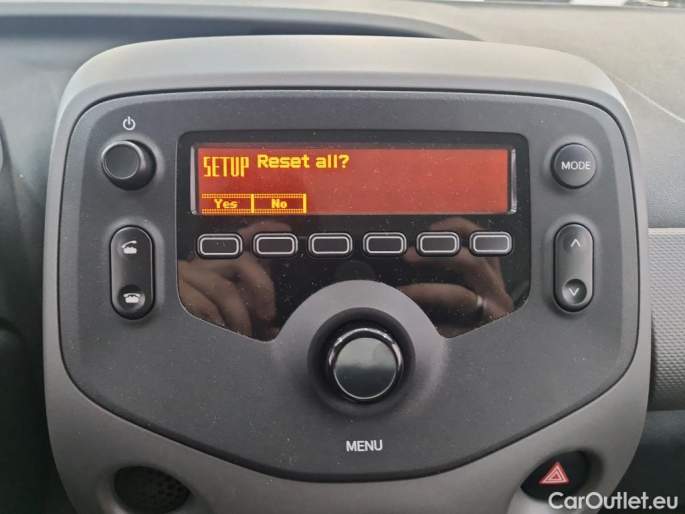 SETUP Reset all?
Yes No
MODE
MENU
CarOutlet.eu